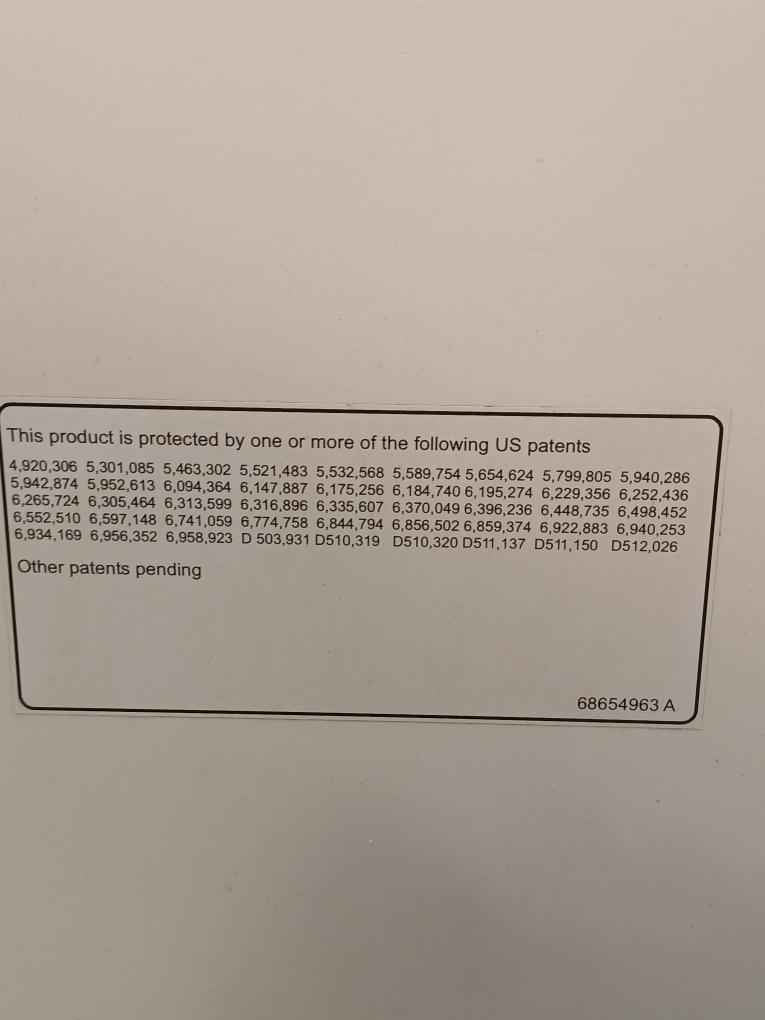 This product is protected by one or more of the following US patents
4,920,306 5,301,085 5,463,302 5,521,483 5,532,568 5,589,754 5,654,624 5,799,805 5,940,286
5,942,874 5,952,613 6,094,364 6,147,887 6,175,256 6,184,740 6,195,274 6,229,356 6,252,436
6,265,724 6,305,464 6,313,599 6,316,896 6,335,607 6,370,049 6,396,236 6,448,735 6,498,452
6,552,510 6,597,148 6,741,059 6,774,758 6,844,794 6,856,502 6,859,374 6,922,883 6,940,253
6,934,169 6,956,352 6,958,923 D 503,931 D510,319 D510,320 D511,137 D511,150 D512,026
Other patents pending
68654963 A